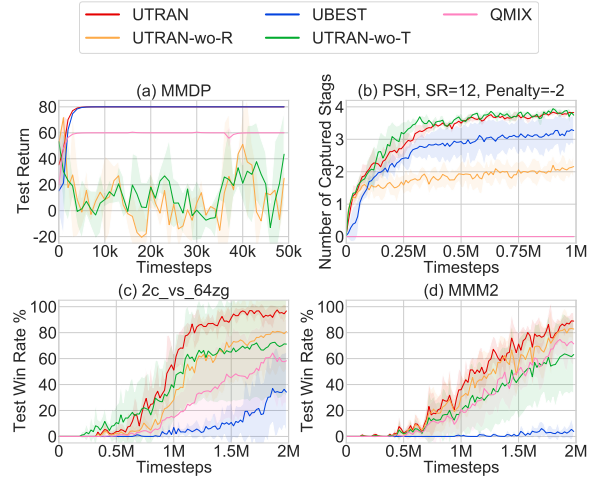 UTRAN UBEST QMIX
UTRAN-wo-R UTRAN-wo-T
(a) MMDP
Test Return
80
60
40
20
0
-20
0 10k 20k 30k 40k 50k
Timesteps
(b) PSH, SR=12, Penalty=-2
Number of Captured Stags
4
3
2
1
0
0 0.25M 0.5M 0.75M 1M
Timesteps
(c) 2c_vs_64zg
Test Win Rate %
100
80
60
40
20
0
0 0.5M 1M 1.5M 2M
Timesteps
(d) MMM2
Test Win Rate %
100
80
60
40
20
0
0 0.5M 1M 1.5M 2M
Timesteps